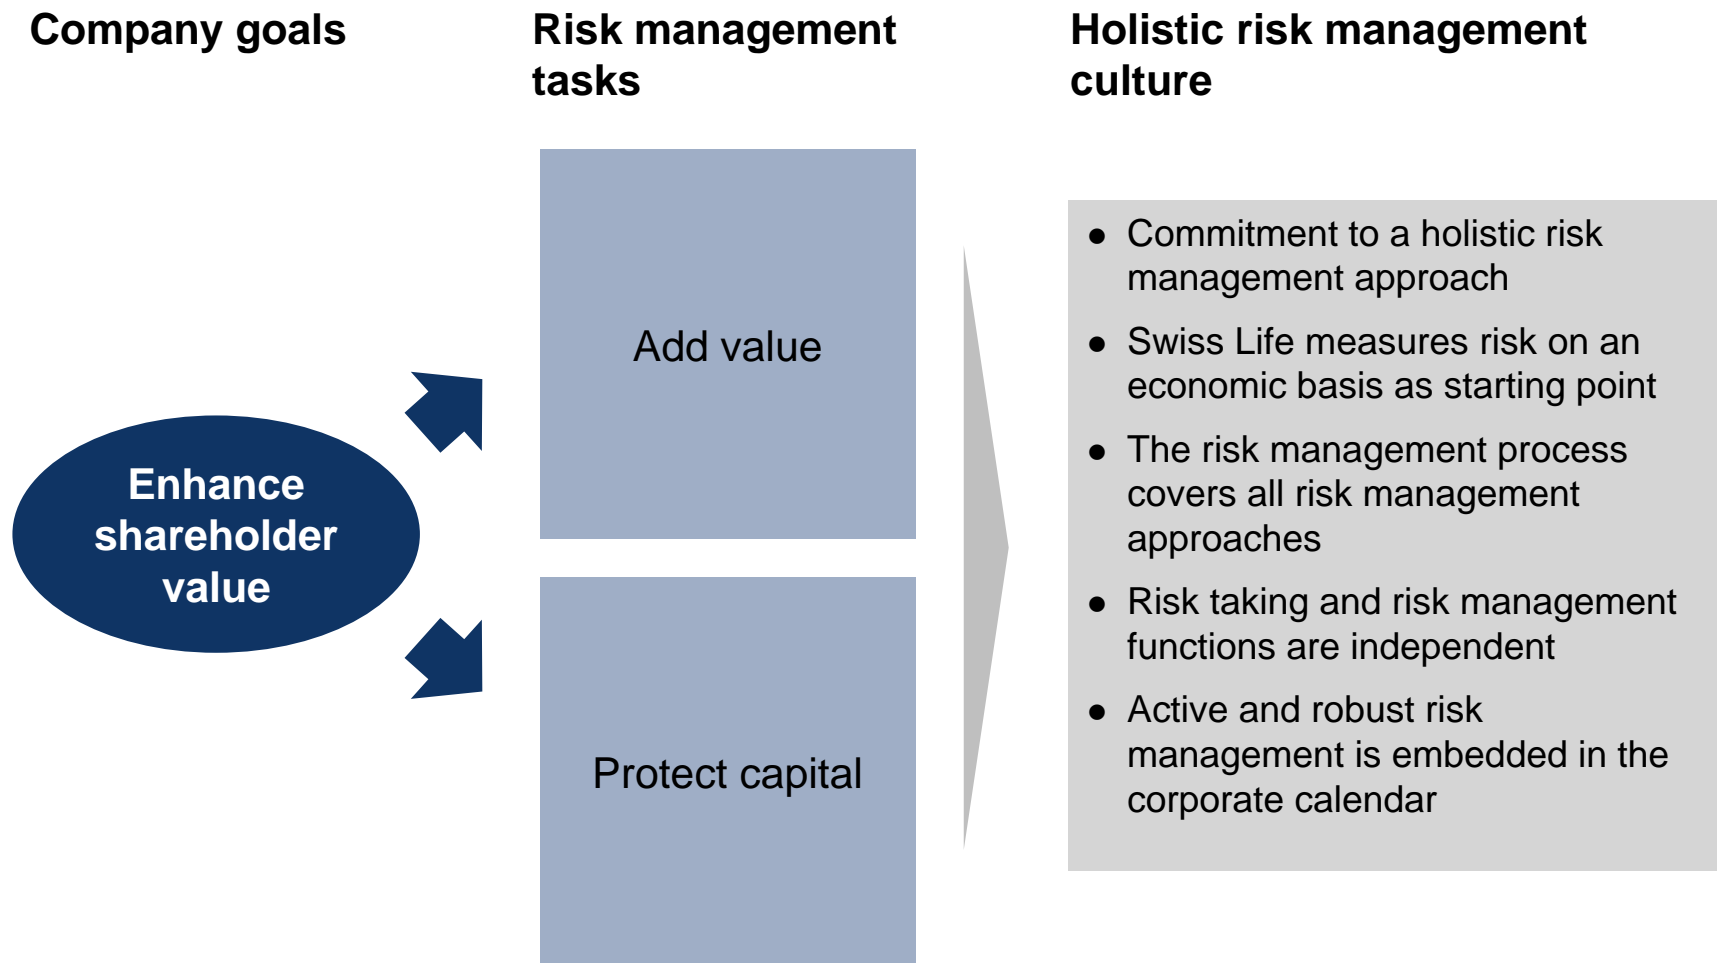 Company goals
Risk management
tasks
Holistic risk management
culture
Enhance
shareholder
value
Add value
Protect capital
● Commitment to a holistic risk
management approach
● Swiss Life measures risk on an
economic basis as starting point
● The risk management process
covers all risk management
approaches
● Risk taking and risk management
functions are independent
● Active and robust risk
management is embedded in the
corporate calendar